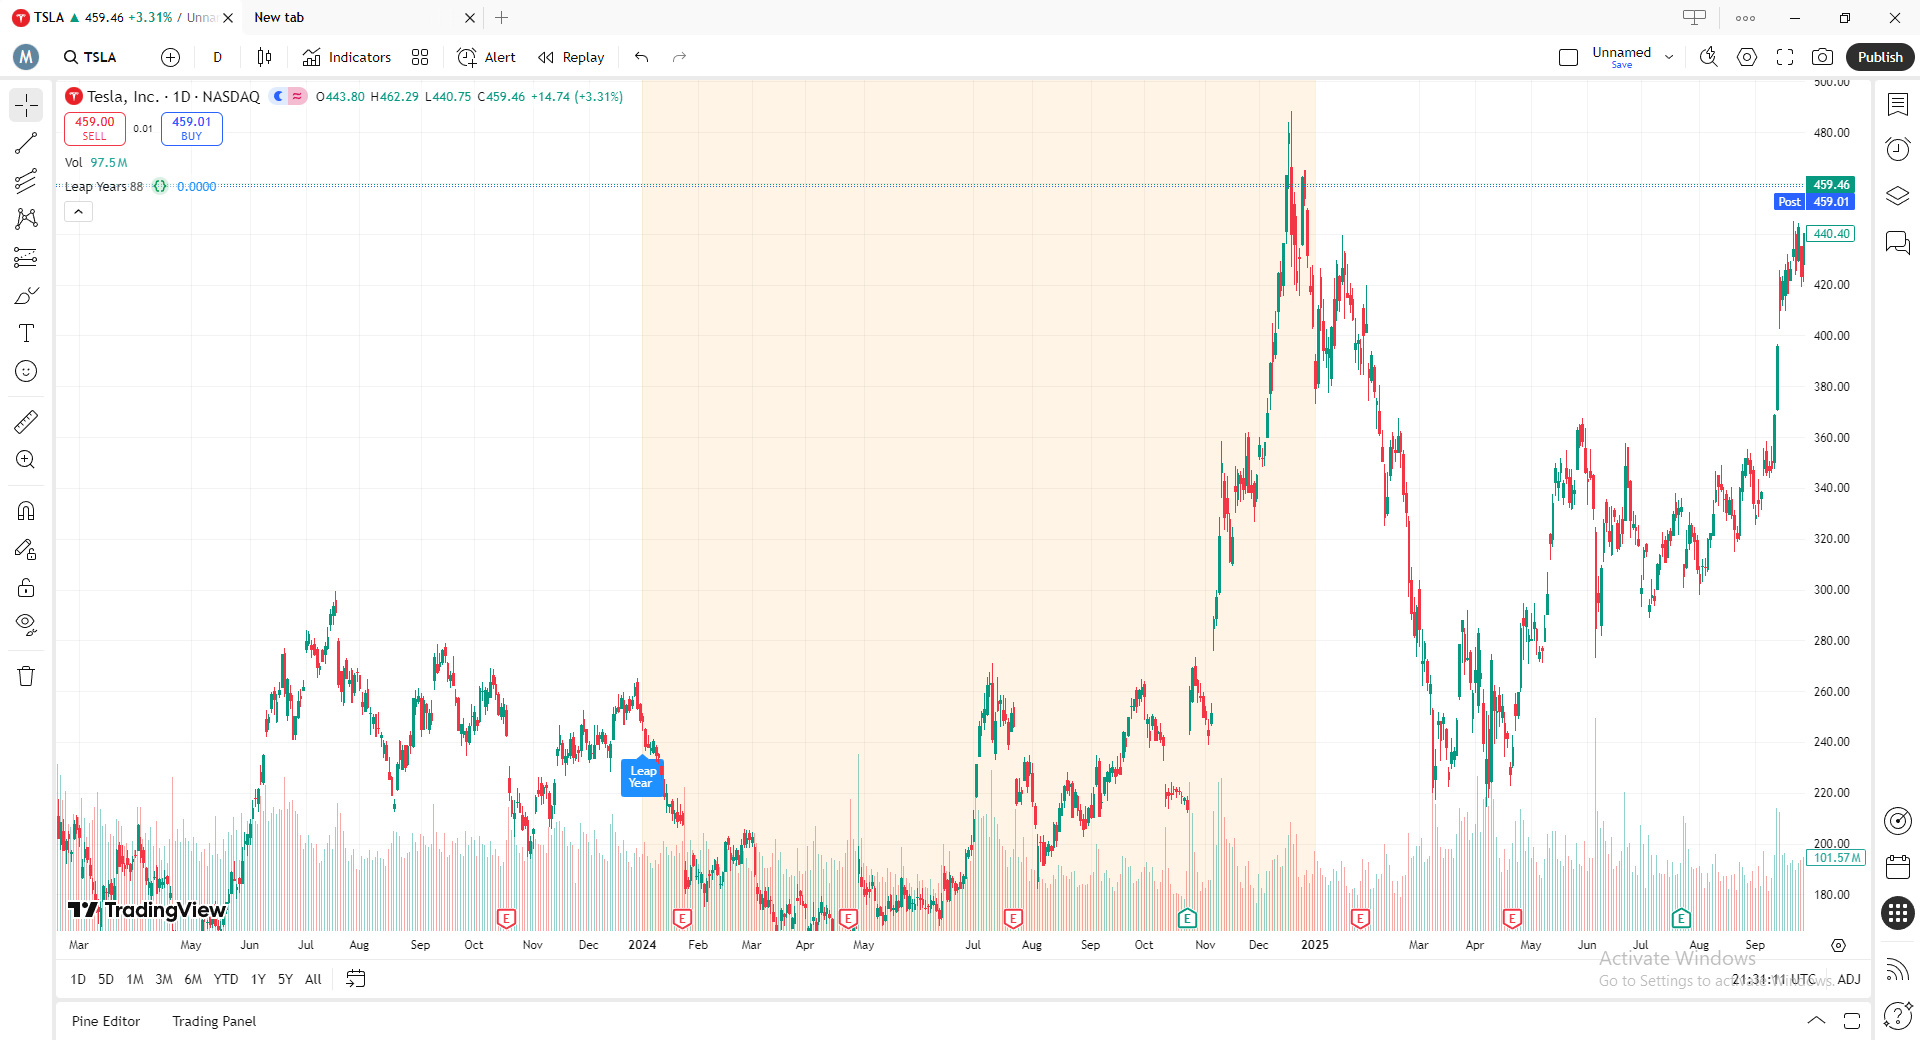 TSLA ▲ 459.46 +3.31% / Unna
New tab
M
TSLA
D
Indicators
Alert
Replay
Unnamed
Save
Publish
Tesla, Inc. · 1D · NASDAQ
O443.80 H462.29 L440.75 C459.46 +14.74 (+3.31%)
459.00
SELL
0.01
459.01
BUY
Vol 97.5M
Leap Years 88 {} 0.0000
500.00
480.00
459.46
Post 459.01
440.40
420.00
400.00
380.00
360.00
340.00
320.00
300.00
280.00
260.00
240.00
220.00
200.00
101.57M
180.00
Leap
Year
TradingView
E E E E E E E E
Mar May Jun Jul Aug Sep Oct Nov Dec 2024 Feb Mar Apr May Jul Aug Sep Oct Nov Dec 2025 Mar Apr May Jun Jul Aug Sep
Activate Windows
Go to Settings to activate Windows.
1D 5D 1M 3M 6M YTD 1Y 5Y All
21:31:11 UTC
ADJ
Pine Editor
Trading Panel